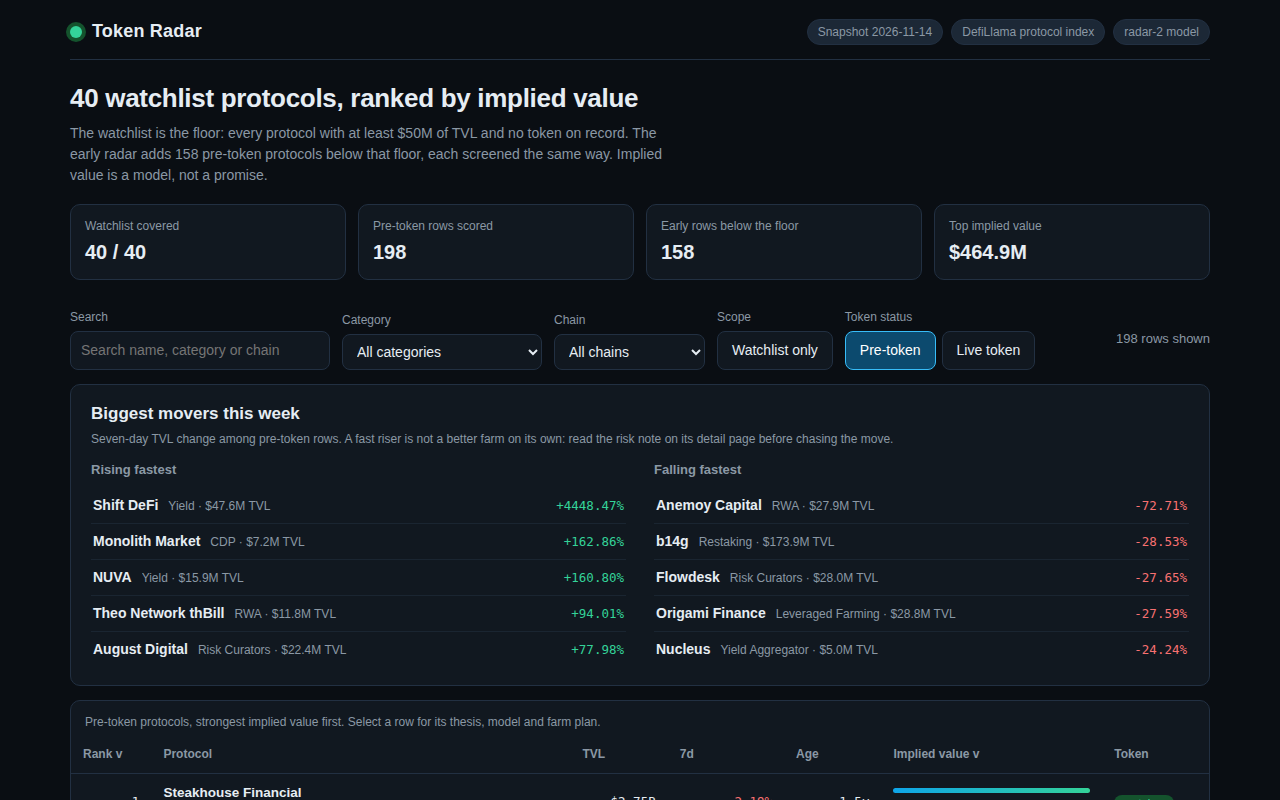 Token Radar
Snapshot 2026-11-14
DefiLlama protocol index
radar-2 model
40 watchlist protocols, ranked by implied value
The watchlist is the floor: every protocol with at least $50M of TVL and no token on record. The
early radar adds 158 pre-token protocols below that floor, each screened the same way. Implied
value is a model, not a promise.
Watchlist covered
40 / 40
Pre-token rows scored
198
Early rows below the floor
158
Top implied value
$464.9M
Search
Search name, category or chain
Category
All categories
Chain
All chains
Scope
Watchlist only
Token status
Pre-token
Live token
198 rows shown
Biggest movers this week
Seven-day TVL change among pre-token rows. A fast riser is not a better farm on its own: read the risk note on its detail page before chasing the move.
Rising fastest
Shift DeFi Yield · $47.6M TVL +4448.47%
Monolith Market CDP · $7.2M TVL +162.86%
NUVA Yield · $15.9M TVL +160.80%
Theo Network thBill RWA · $11.8M TVL +94.01%
August Digital Risk Curators · $22.4M TVL +77.98%
Falling fastest
Anemoy Capital RWA · $27.9M TVL -72.71%
b14g Restaking · $173.9M TVL -28.53%
Flowdesk Risk Curators · $28.0M TVL -27.65%
Origami Finance Leveraged Farming · $28.8M TVL -27.59%
Nucleus Yield Aggregator · $5.0M TVL -24.24%
Pre-token protocols, strongest implied value first. Select a row for its thesis, model and farm plan.
Rank v Protocol TVL 7d Age Implied value v Token
Steakhouse Financial